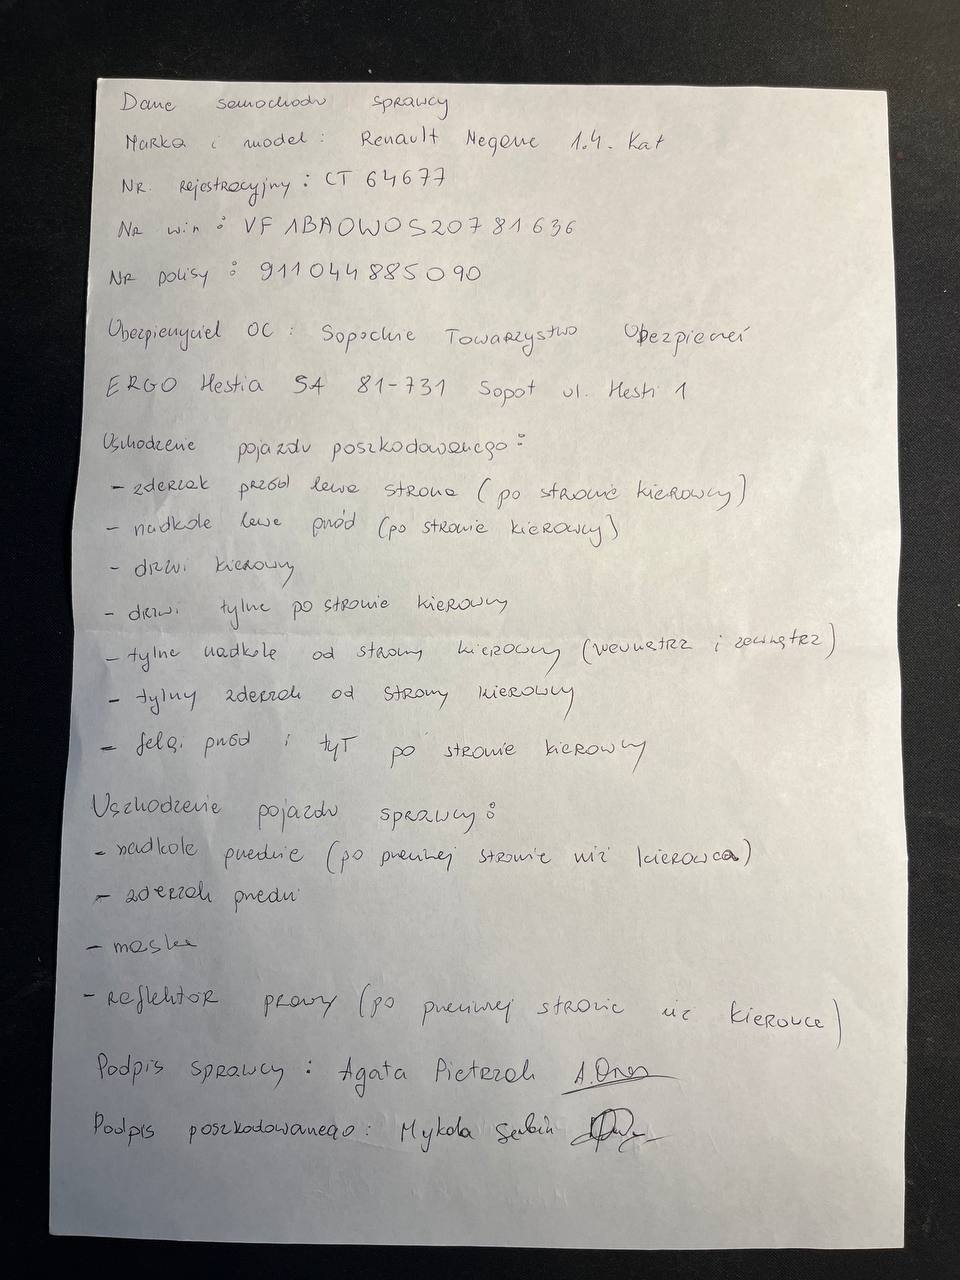 Dane samochodu sprawcy
Marka i model: Renault Megane 1.4. Kat
NR. rejestracyjny: CT 64677
NR win: VF1BA0W0S20781636
NR polisy: 911044885090
Ubezpieczyciel OC: Sopockie Towarzystwo Ubezpieczeń
ERGO Hestia SA 81-731 Sopot ul. Hesti 1
Uszkodzenie pojazdu poszkodowanego:
- zderzak przód lewa strona (po stronie kierowcy)
- nadkole lewe przód (po stronie kierowcy)
- drzwi kierowcy
- drzwi tylne po stronie kierowcy
- tylne nadkole od strony kierowcy (wewnątrz i zewnątrz)
- tylny zderzak od strony kierowcy
- felgi przód i tył po stronie kierowcy
Uszkodzenie pojazdu sprawcy:
- nadkole przednie (po przeciwnej stronie niż kierowca)
- zderzak przedni
- maska
- reflektor prawy (po przeciwnej stronie niż kierowca)
Podpis sprawcy: Agata Pietrzak
Podpis poszkodowanego: Mykola Serbin